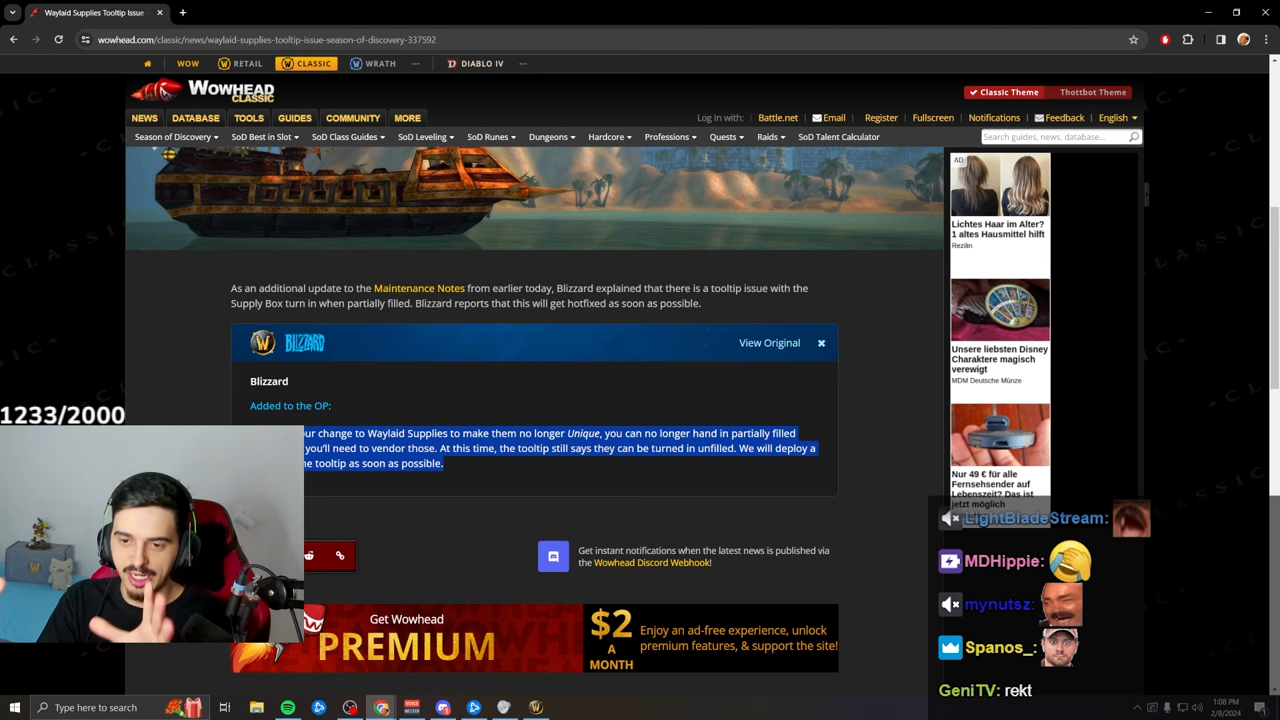 Waylaid Supplies Tooltip Issue
wowhead.com/classic/news/waylaid-supplies-tooltip-issue-season-of-discovery-337592
WOW
RETAIL
CLASSIC
WRATH
DIABLO IV
WOWHEAD
CLASSIC
Classic Theme
Thottbot Theme
NEWS
DATABASE
TOOLS
GUIDES
COMMUNITY
MORE
Log In with:
Battle.net
Email
Register
Fullscreen
Notifications
Feedback
English
Season of Discovery
SoD Best in Slot
SoD Class Guides
SoD Leveling
SoD Runes
Dungeons
Hardcore
Professions
Quests
Raids
SoD Talent Calculator
Search guides, news, database...
AD
Lichtes Haar im Alter?
1 altes Hausmittel hilft
Rezilin
As an additional update to the Maintenance Notes from earlier today, Blizzard explained that there is a tooltip issue with the
Supply Box turn in when partially filled. Blizzard reports that this will get hotfixed as soon as possible.
BLIZZARD
View Original
Blizzard
Added to the OP:
ur change to Waylaid Supplies to make them no longer Unique, you can no longer hand in partially filled
you'll need to vendor those. At this time, the tooltip still says they can be turned in unfilled. We will deploy a
e tooltip as soon as possible.
Unsere liebsten Disney
Charaktere magisch
verewigt
MDM Deutsche Münze
Nur 49 € für alle
Fernsehsender auf
Lebenszeit? Das ist
jetzt möglich
1233/2000
Get instant notifications when the latest news is published via
the Wowhead Discord Webhook!
Get Wowhead
PREMIUM
$2
A
MONTH
Enjoy an ad-free experience, unlock
premium features, & support the site!
LightBladeStream:
MDHippie:
mynutsz:
Spanos_:
GeniTV: rekt
Type here to search
VOICE
MEETER
1:08 PM
2/8/2024